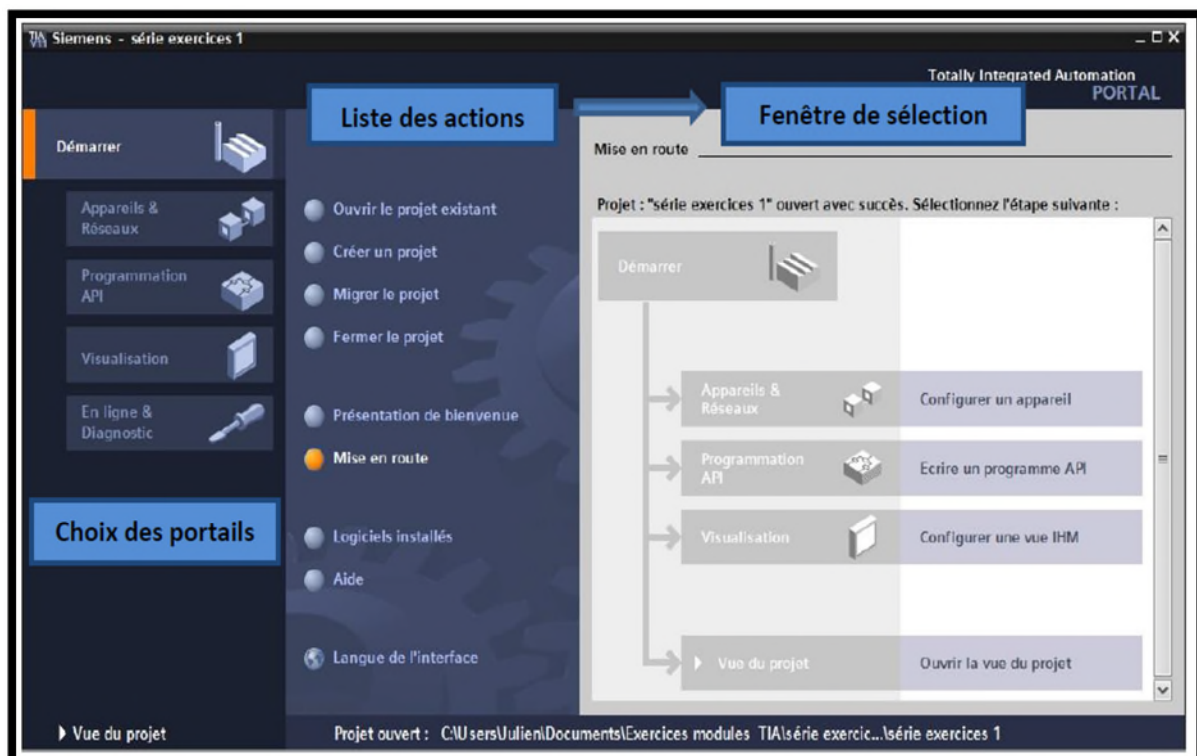 Siemens - série exercices 1
Totally Integrated Automation
PORTAL
Liste des actions
Fenêtre de sélection
Démarrer
Appareils &
Réseaux
Programmation
API
Visualisation
En ligne &
Diagnostic
Choix des portails
Vue du projet
Ouvrir le projet existant
Créer un projet
Migrer le projet
Fermer le projet
Présentation de bienvenue
Mise en route
Logiciels installés
Aide
Langue de l'interface
Mise en route
Projet : "série exercices 1" ouvert avec succès. Sélectionnez l'étape suivante :
Démarrer
Appareils &
Réseaux
Configurer un appareil
Programmation
API
Ecrire un programme API
Visualisation
Configurer une vue IHM
Vue du projet
Ouvrir la vue du projet
Projet ouvert : C:\Users\Julien\Documents\Exercices modules TIA\série exercic...\série exercices 1